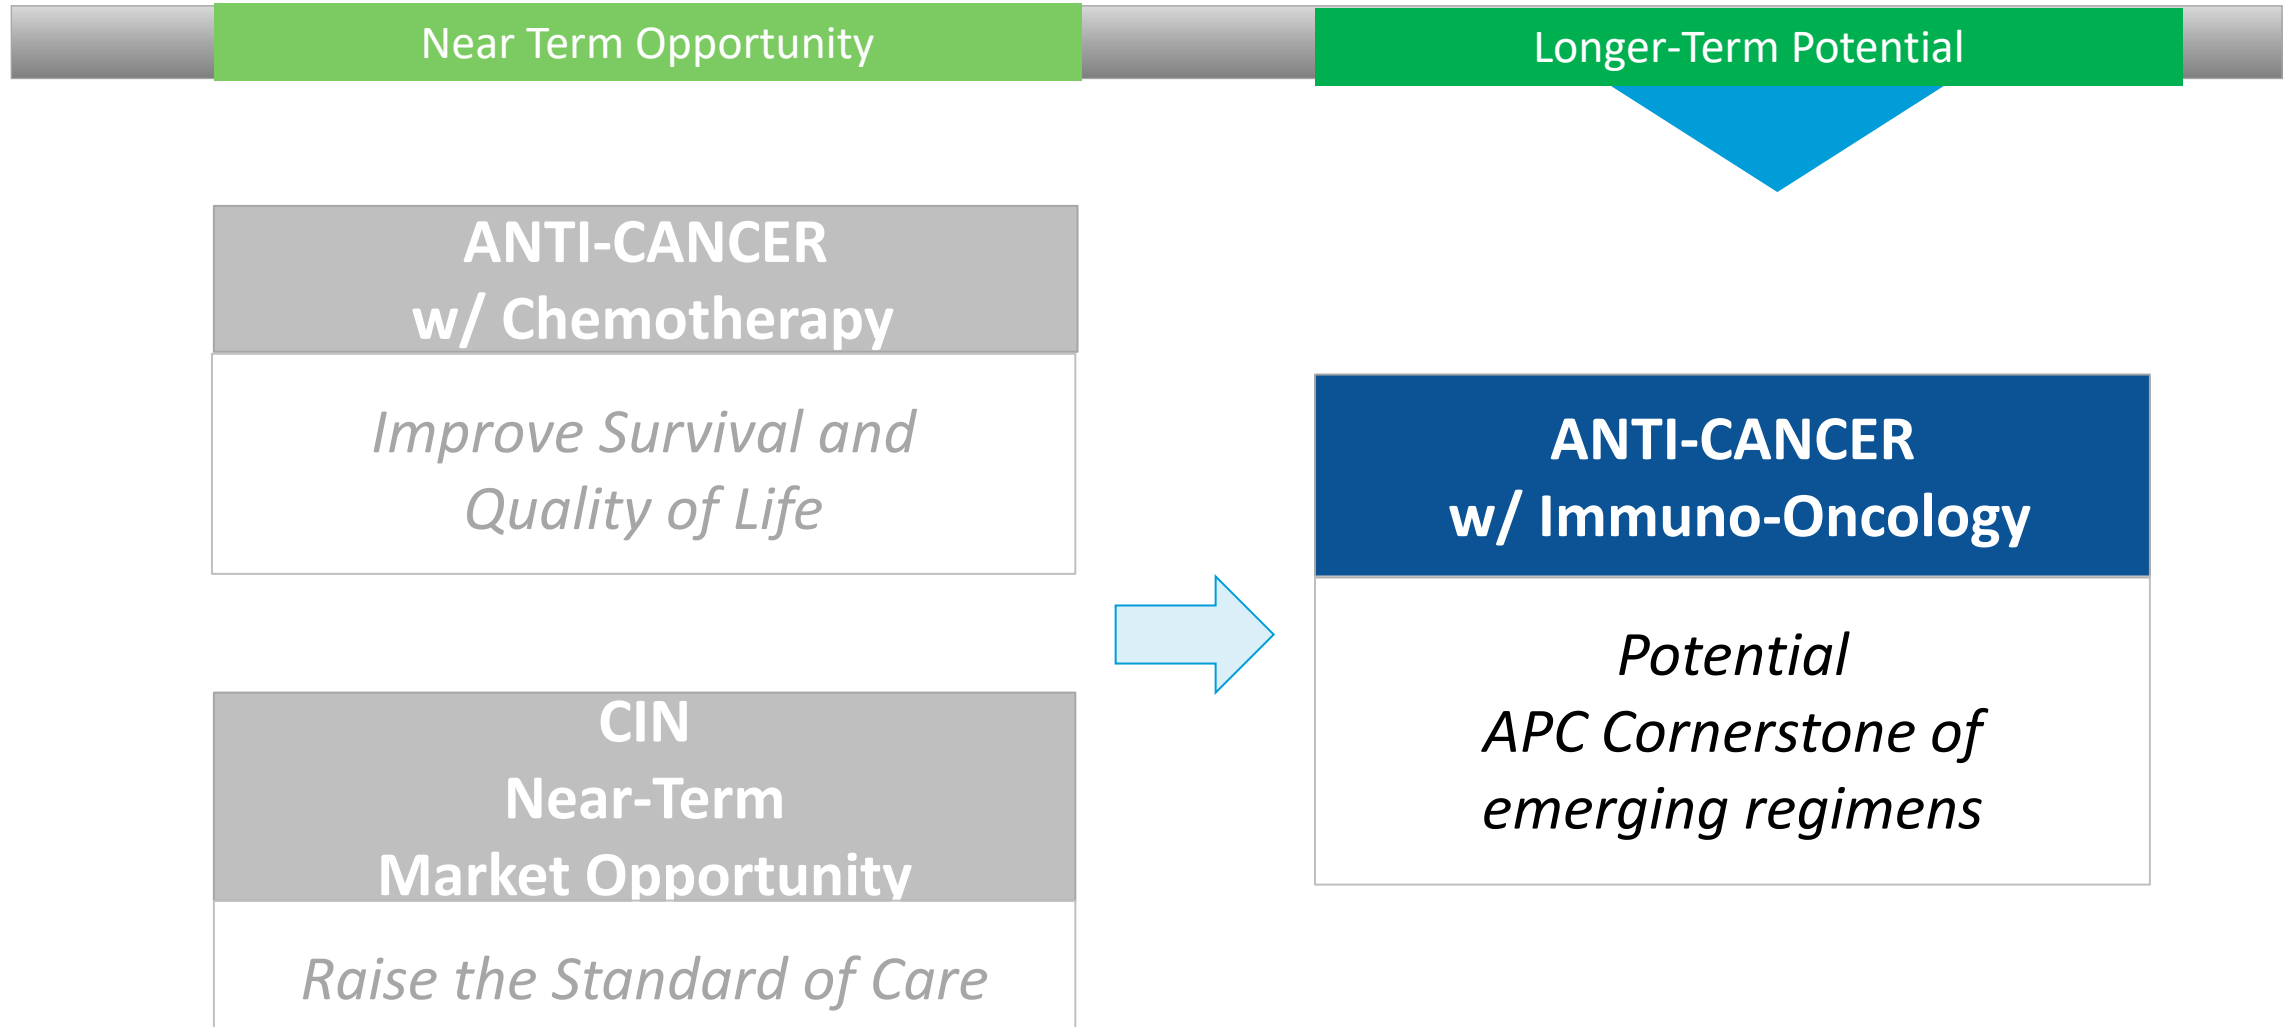 Near Term Opportunity
Longer-Term Potential
ANTI-CANCER
w/ Chemotherapy
Improve Survival and
Quality of Life
CIN
Near-Term
Market Opportunity
Raise the Standard of Care
ANTI-CANCER
w/ Immuno-Oncology
Potential
APC Cornerstone of
emerging regimens